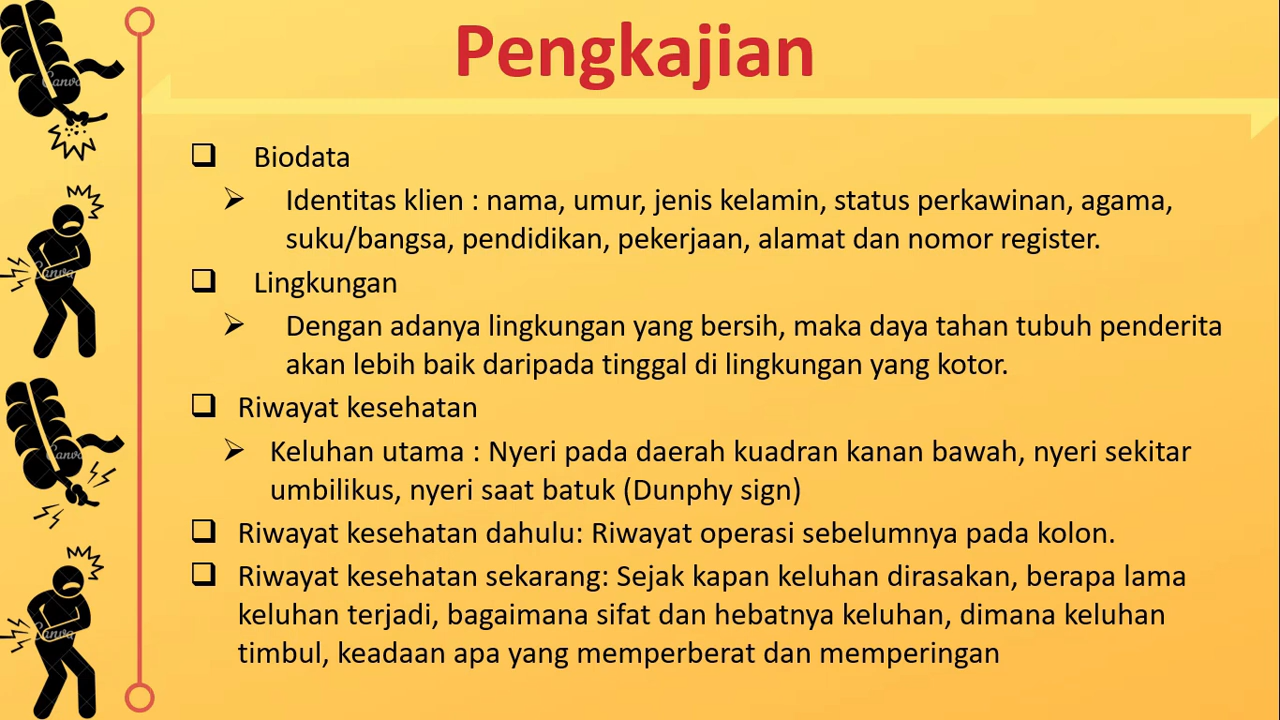 Pengkajian
Biodata
Identitas klien : nama, umur, jenis kelamin, status perkawinan, agama,
suku/bangsa, pendidikan, pekerjaan, alamat dan nomor register.
Lingkungan
Dengan adanya lingkungan yang bersih, maka daya tahan tubuh penderita
akan lebih baik daripada tinggal di lingkungan yang kotor.
Riwayat kesehatan
Keluhan utama : Nyeri pada daerah kuadran kanan bawah, nyeri sekitar
umbilikus, nyeri saat batuk (Dunphy sign)
Riwayat kesehatan dahulu: Riwayat operasi sebelumnya pada kolon.
Riwayat kesehatan sekarang: Sejak kapan keluhan dirasakan, berapa lama
keluhan terjadi, bagaimana sifat dan hebatnya keluhan, dimana keluhan
timbul, keadaan apa yang memperberat dan memperingan
Canva
Canva
Canva
Canva